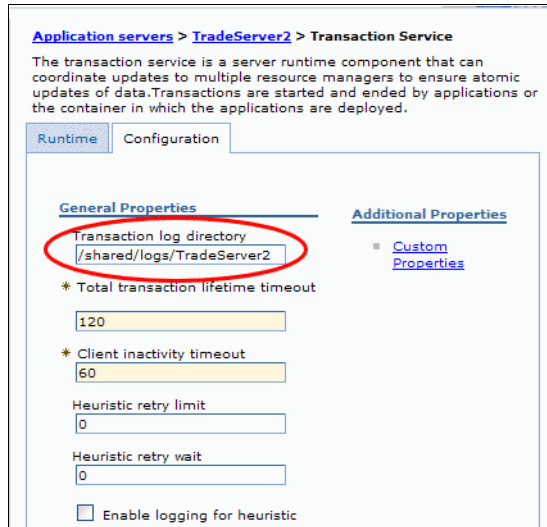 Application servers > TradeServer2 > Transaction Service
The transaction service is a server runtime component that can
coordinate updates to multiple resource managers to ensure atomic
updates of data.Transactions are started and ended by applications or
the container in which the applications are deployed.
Runtime
Configuration
General Properties
Transaction log directory
/shared/logs/TradeServer2
* Total transaction lifetime timeout
120
* Client inactivity timeout
60
Heuristic retry limit
0
Heuristic retry wait
0
Enable logging for heuristic
Additional Properties
Custom
Properties